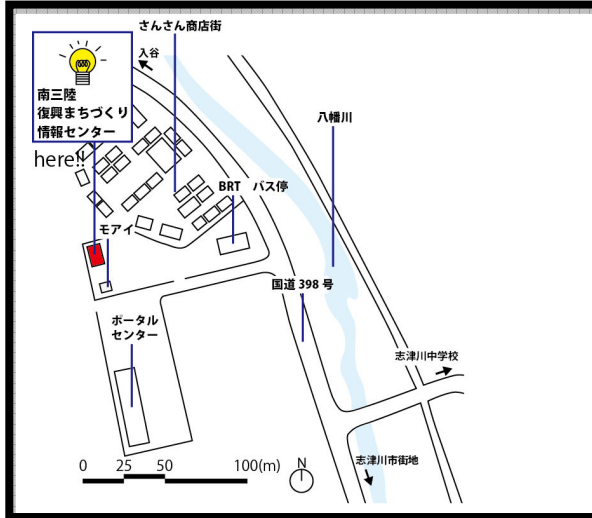 さんさん商店街
入谷
南三陸
復興まちづくり
情報センター
here!!
八幡川
BRT　バス停
モアイ
国道 398 号
ポータル
センター
志津川中学校
志津川市街地
0 25 50 100(m)
N